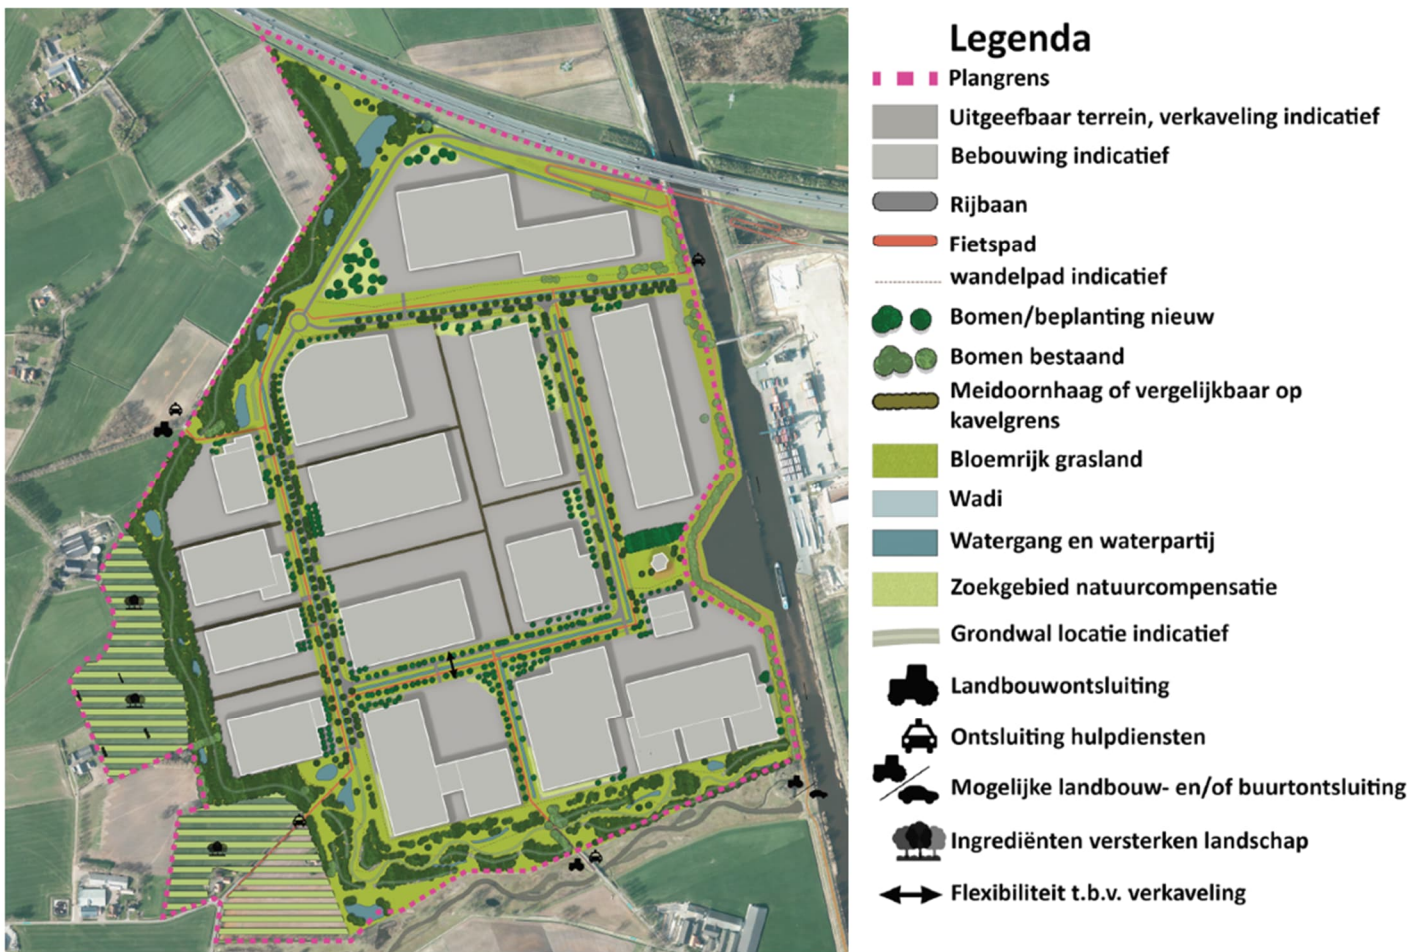 Legenda
Plangrens
Uitgeefbaar terrein, verkaveling indicatief
Bebouwing indicatief
Rijbaan
Fietspad
wandelpad indicatief
Bomen/beplanting nieuw
Bomen bestaand
Meidoornhaag of vergelijkbaar op
kavelgrens
Bloemrijk grasland
Wadi
Watergang en waterpartij
Zoekgebied natuurcompensatie
Grondwal locatie indicatief
Landbouwontsluiting
Ontsluiting hulpdiensten
Mogelijke landbouw- en/of buurtontsluiting
Ingrediënten versterken landschap
Flexibiliteit t.b.v. verkaveling